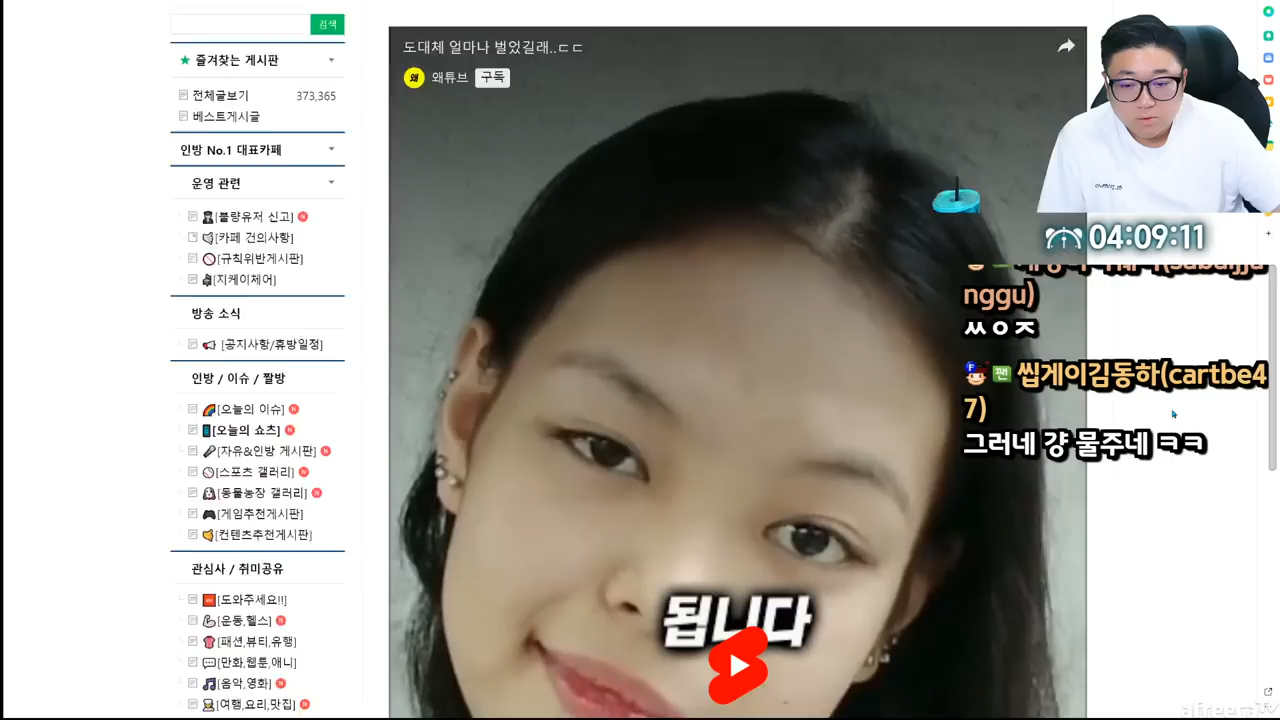 검색
즐겨찾는 게시판
전체글보기 373,365
베스트게시글
인방 No.1 대표카페
운영 관련
[불량유저 신고]
[카페 건의사항]
[규칙위반게시판]
[지케이제어]
방송 소식
[공지사항/휴방일정]
인방 / 이슈 / 짤방
[오늘의 이슈]
[오늘의 쇼츠]
[자유&인방 게시판]
[스포츠 갤러리]
[동물농장 갤러리]
[게임추천게시판]
[컨텐츠추천게시판]
관심사 / 취미공유
[도와주세요!!]
[운동,헬스]
[패션,뷰티,유행]
[만화,웹툰,애니]
[음악,영화]
[여행,요리,맛집]
도대체 얼마나 벌었길래..ㄷㄷ
왜
왜튜브 구독
됩니다
04:09:11
nggu)
ㅆㅇㅈ
팬 씹게이김동하(cartbe4
7)
그러네 걍 물주네 ㅋㅋ